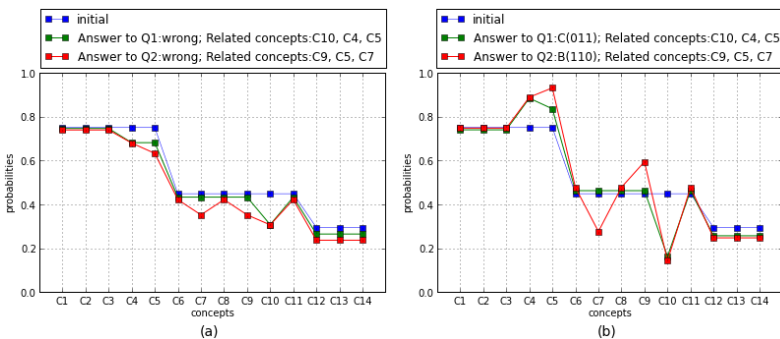 initial
Answer to Q1:wrong; Related concepts:C10, C4, C5
Answer to Q2:wrong; Related concepts:C9, C5, C7
1.0
0.8
0.6
0.4
0.2
0.0
probabilities
C1 C2 C3 C4 C5 C6 C7 C8 C9 C10 C11 C12 C13 C14
concepts
(a)
initial
Answer to Q1:C(011); Related concepts:C10, C4, C5
Answer to Q2:B(110); Related concepts:C9, C5, C7
1.0
0.8
0.6
0.4
0.2
0.0
probabilities
C1 C2 C3 C4 C5 C6 C7 C8 C9 C10 C11 C12 C13 C14
concepts
(b)